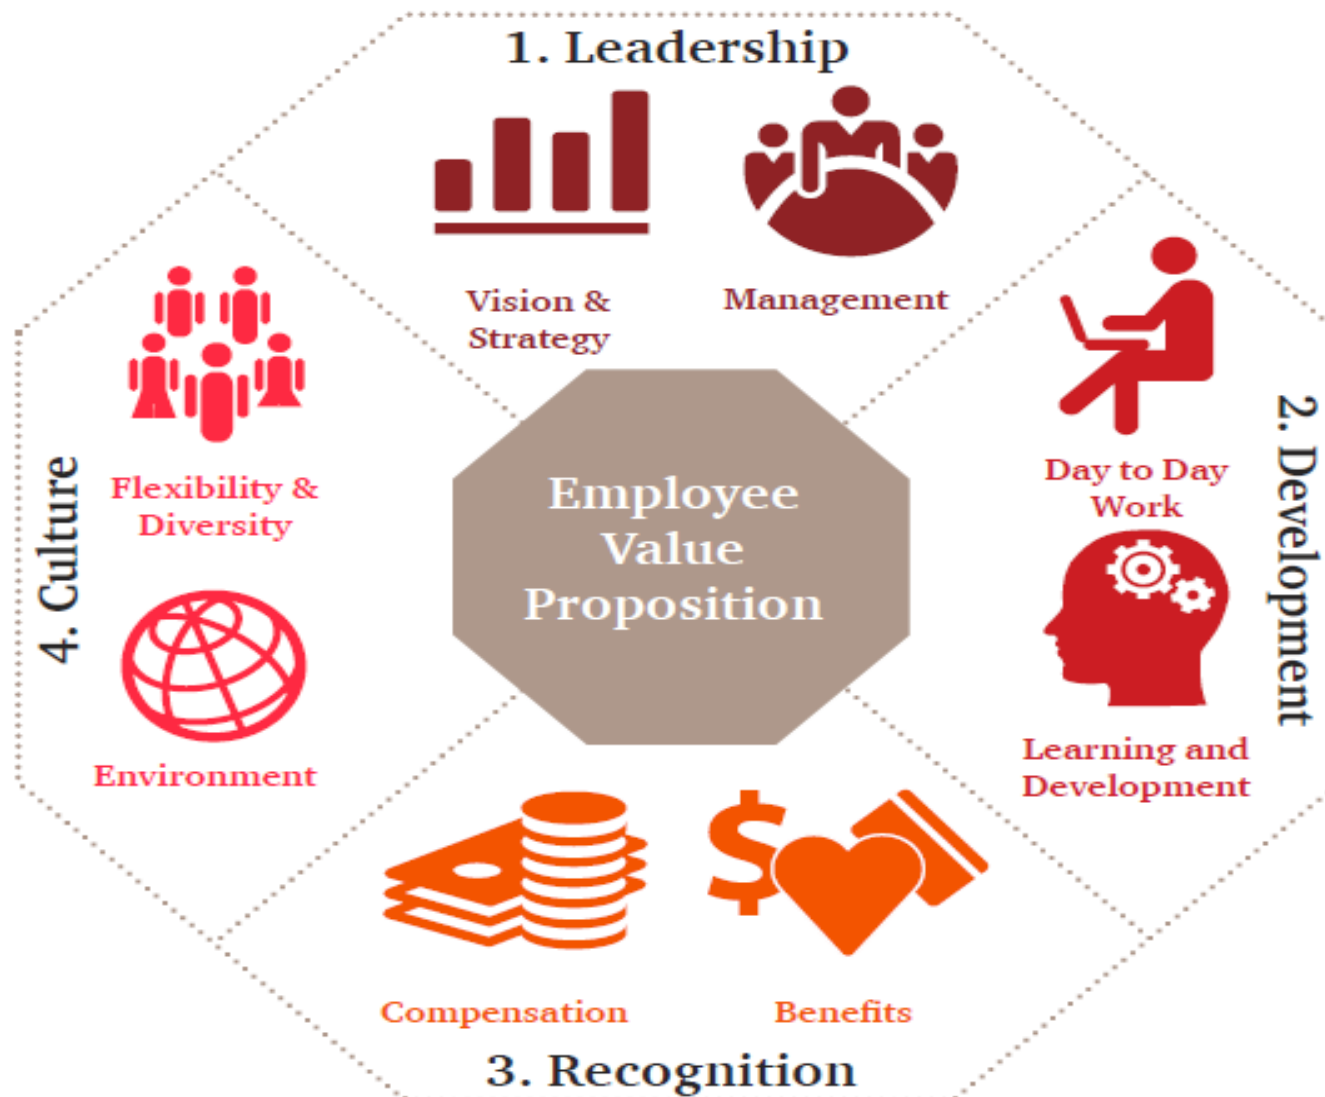 1. Leadership
Vision &
Strategy
Management
Day to Day
Work
2. Development
Learning and
Development
Employee
Value
Proposition
4. Culture
Flexibility &
Diversity
Environment
Compensation
Benefits
3. Recognition
$